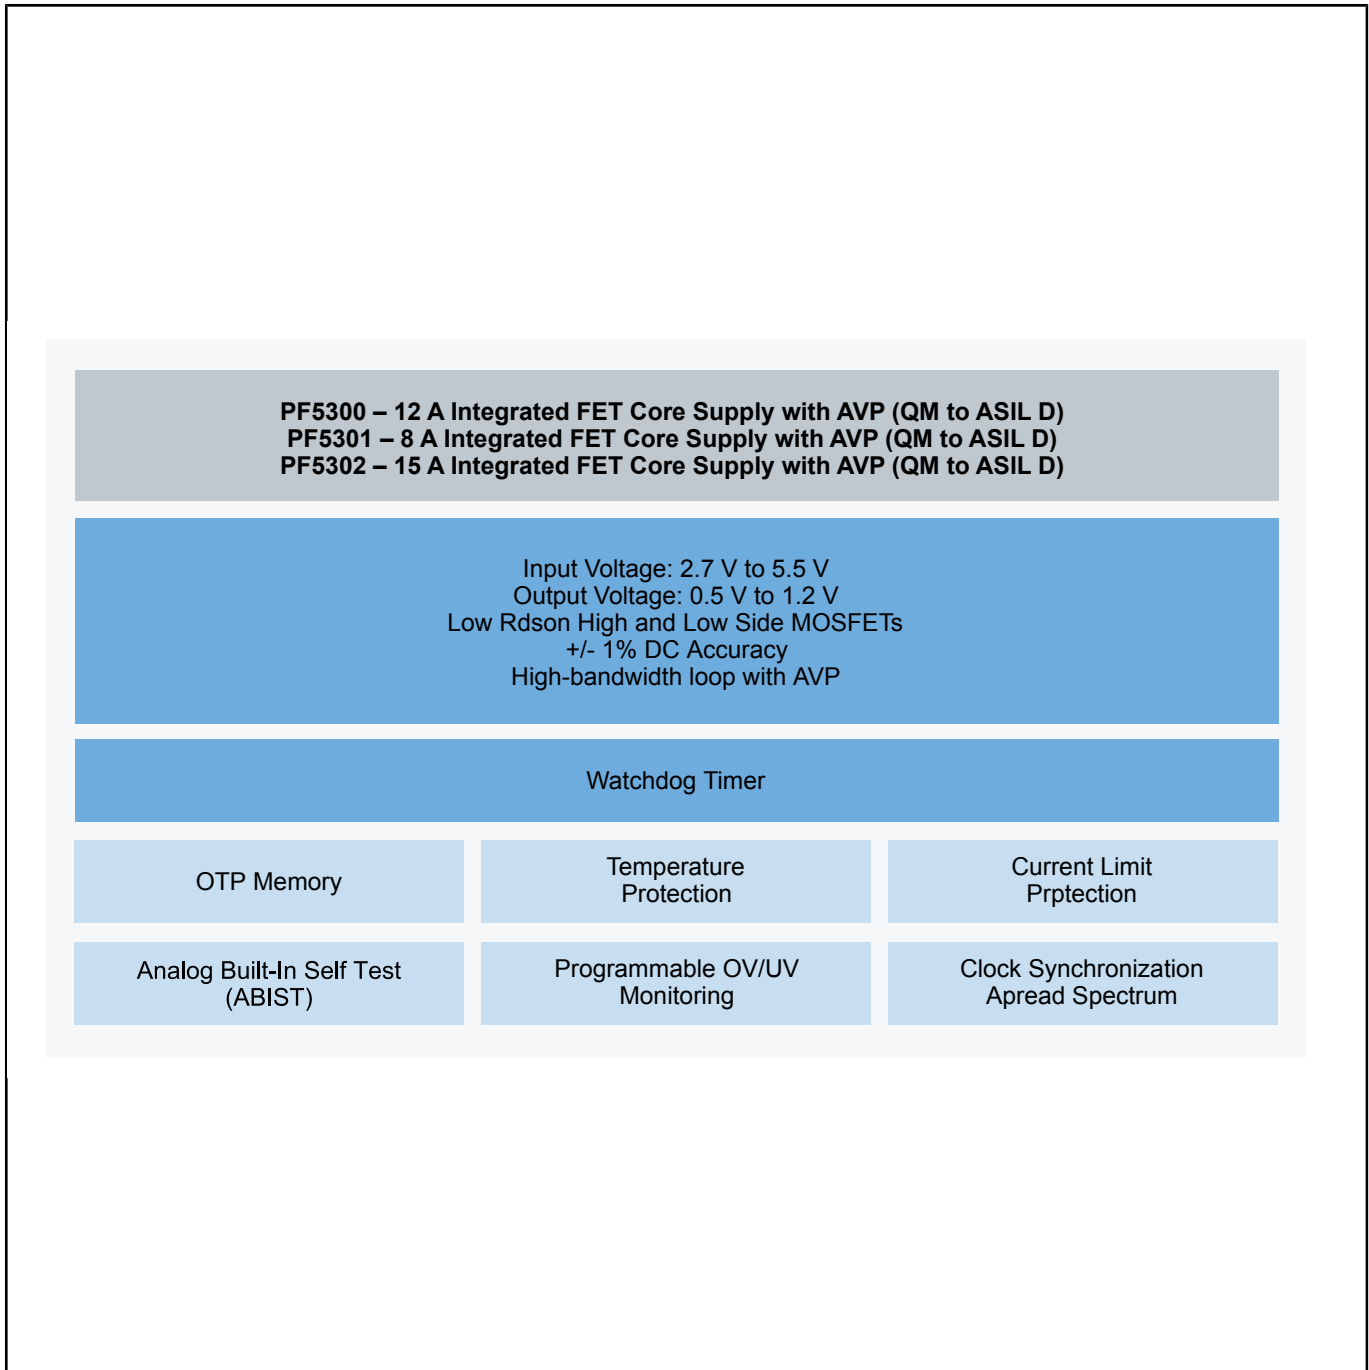 PF5300 – 12 A Integrated FET Core Supply with AVP (QM to ASIL D)
PF5301 – 8 A Integrated FET Core Supply with AVP (QM to ASIL D)
PF5302 – 15 A Integrated FET Core Supply with AVP (QM to ASIL D)
Input Voltage: 2.7 V to 5.5 V
Output Voltage: 0.5 V to 1.2 V
Low Rdson High and Low Side MOSFETs
+/- 1% DC Accuracy
High-bandwidth loop with AVP
Watchdog Timer
OTP Memory
Temperature
Protection
Current Limit
Prptection
Analog Built-In Self Test
(ABIST)
Programmable OV/UV
Monitoring
Clock Synchronization
Apread Spectrum